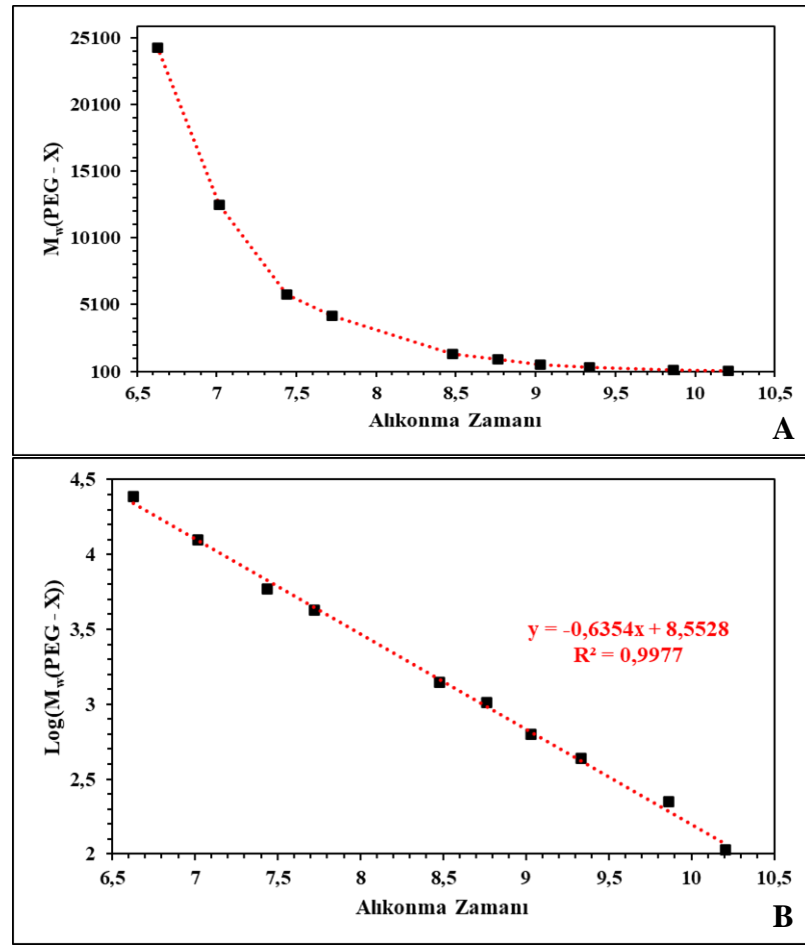 25100
20100
15100
10100
5100
100
M_w(PEG - X)
6,5 7 7,5 8 8,5 9 9,5 10 10,5
Alıkonma Zamanı
A
4,5
4
3,5
3
2,5
2
Log(M_w(PEG - X))
y = -0,6354x + 8,5528
R² = 0,9977
6,5 7 7,5 8 8,5 9 9,5 10 10,5
Alıkonma Zamanı
B